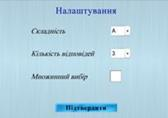 Налаштування
Складність А
Кількість відповідей 3
Множинний вибір
Підтвердити